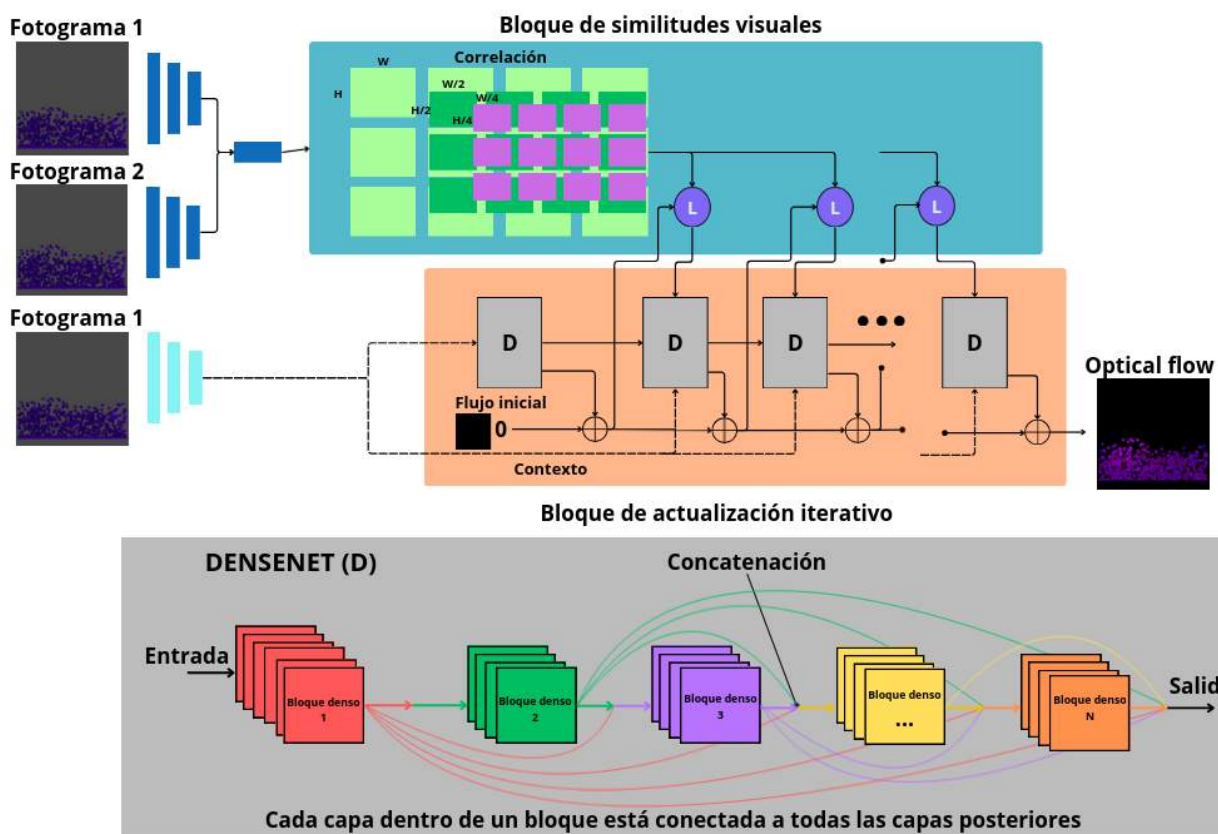 Bloque de similitudes visuales
Fotograma 1
Correlación
W
H
W/2
H/2
W/4
H/4
Fotograma 2
L
L
L
Fotograma 1
D
D
D
D
Optical flow
Flujo inicial
0
Contexto
Bloque de actualización iterativo
DENSENET (D)
Concatenación
Entrada
Bloque denso
1
Bloque denso
2
Bloque denso
3
Bloque denso
...
Bloque denso
N
Salid
Cada capa dentro de un bloque está conectada a todas las capas posteriores